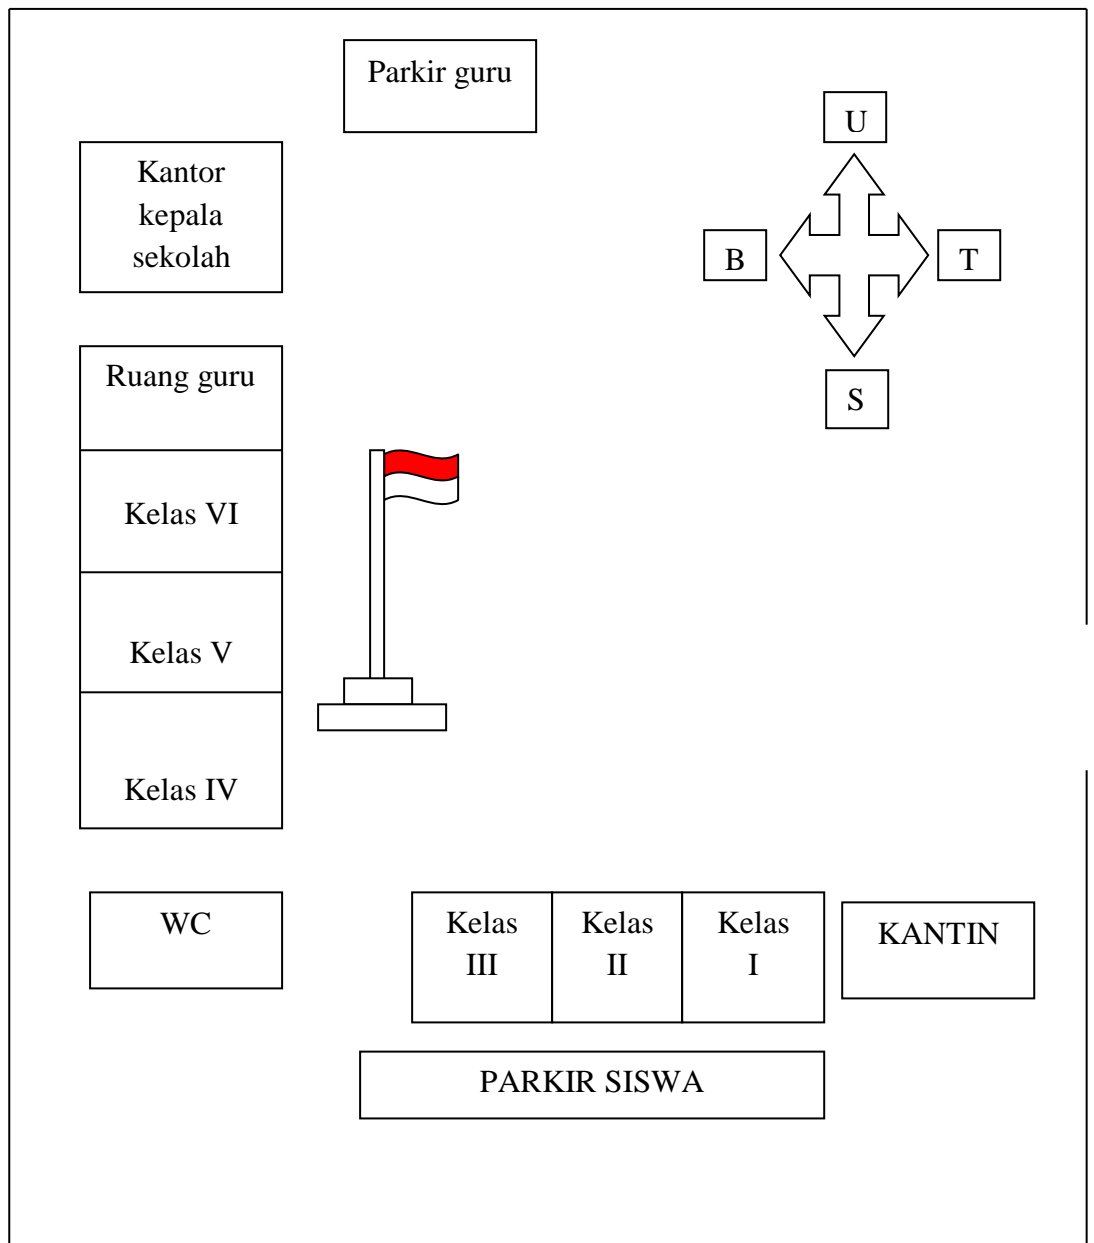 Parkir guru
U
Kantor
kepala
sekolah
B
T
Ruang guru
S
Kelas VI
Kelas V
Kelas IV
WC
Kelas
III
Kelas
II
Kelas
I
KANTIN
PARKIR SISWA